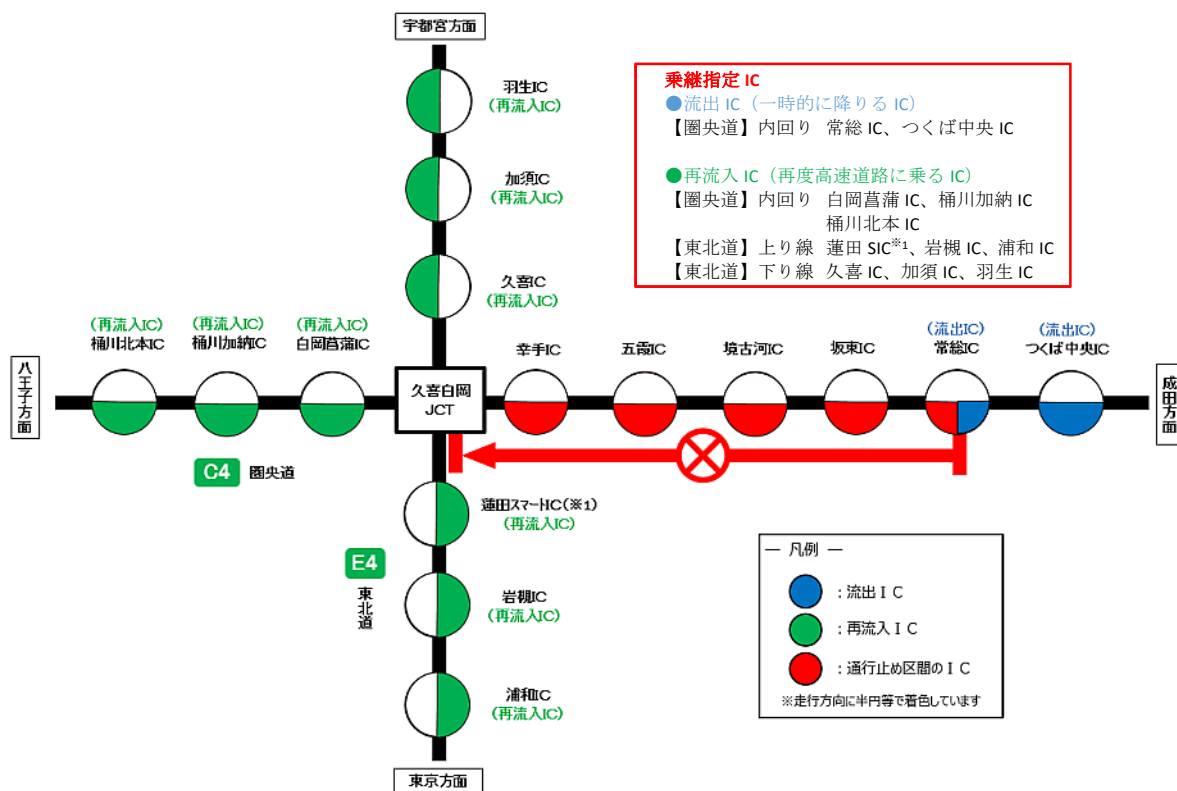 宇都宮方面
羽生IC
(再流入IC)
加須IC
(再流入IC)
久喜IC
(再流入IC)
乗継指定 IC
●流出 IC（一時的に降りる IC）
【圏央道】内回り 常総 IC、つくば中央 IC
●再流入 IC（再度高速道路に乗る IC）
【圏央道】内回り 白岡菖蒲 IC、桶川加納 IC
桶川北本 IC
【東北道】上り線 蓮田 SIC※1、岩槻 IC、浦和 IC
【東北道】下り線 久喜 IC、加須 IC、羽生 IC
(再流入IC)
桶川北本IC
(再流入IC)
桶川加納IC
(再流入IC)
白岡菖蒲IC
幸手IC
五霞IC
境古河IC
坂東IC
(流出IC)
常総IC
(流出IC)
つくば中央IC
八王子方面
久喜白岡
JCT
成田方面
C4 圏央道
蓮田スマートIC(※1)
(再流入IC)
E4
東北道
岩槻IC
(再流入IC)
浦和IC
(再流入IC)
東京方面
― 凡例 ―
：流出ＩＣ
：再流入ＩＣ
：通行止め区間のＩＣ
※走行方向に半円等で着色しています